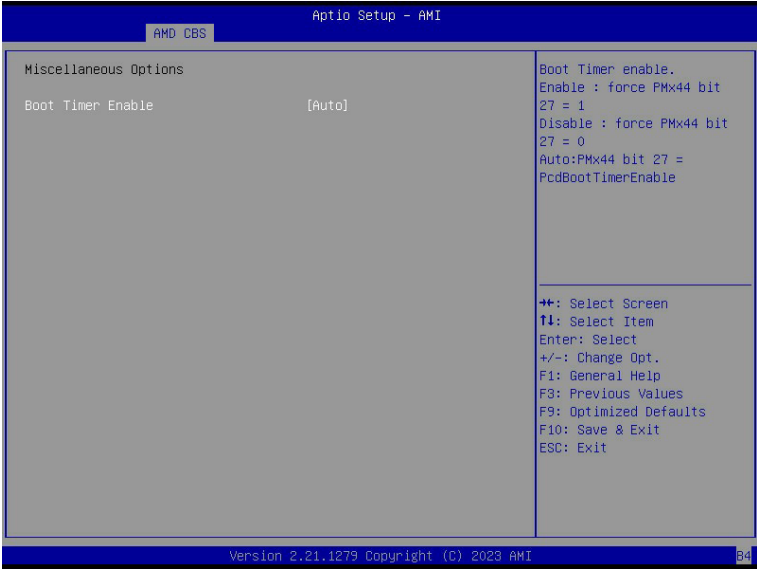 Aptio Setup – AMI
AMD CBS
Miscellaneous Options
Boot Timer Enable [Auto]
Boot Timer enable.
Enable : force PMx44 bit
27 = 1
Disable : force PMx44 bit
27 = 0
Auto:PMx44 bit 27 =
PcdBootTimerEnable
→←: Select Screen
↑↓: Select Item
Enter: Select
+/-: Change Opt.
F1: General Help
F3: Previous Values
F9: Optimized Defaults
F10: Save & Exit
ESC: Exit
Version 2.21.1279 Copyright (C) 2023 AMI
B4